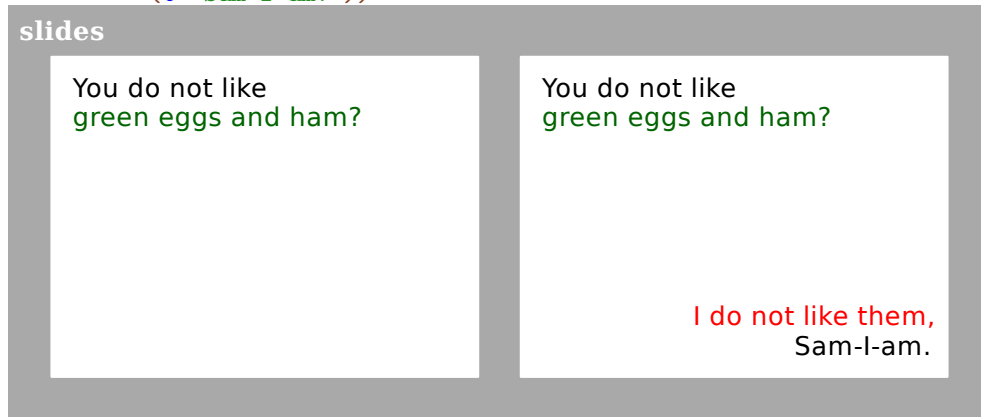 slides
You do not like
green eggs and ham?
You do not like
green eggs and ham?
I do not like them,
Sam-I-am.